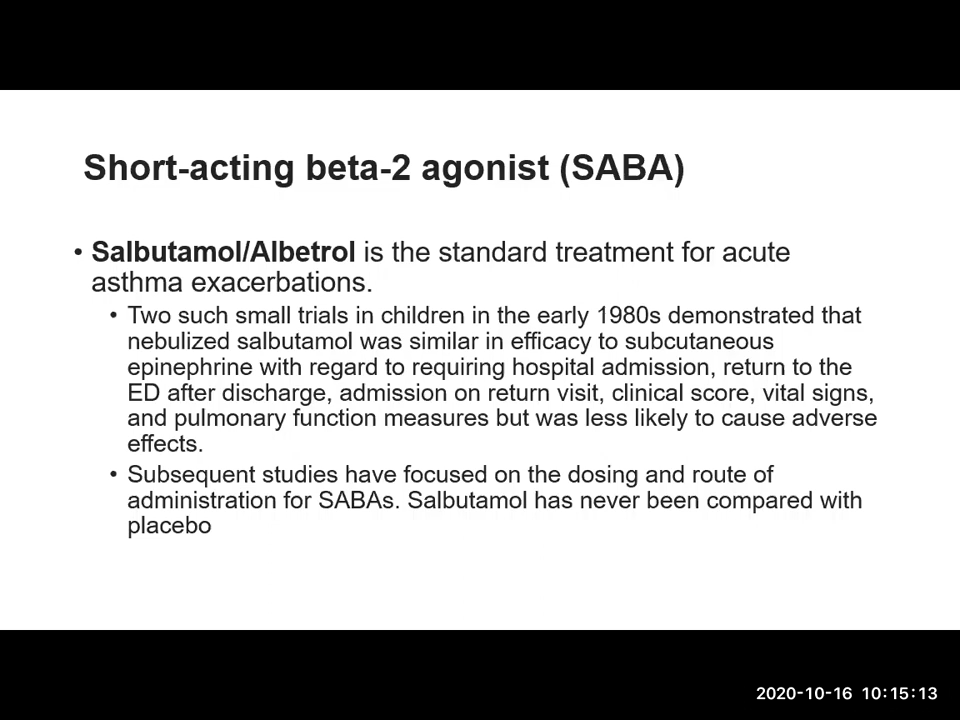 Short-acting beta-2 agonist (SABA)
• Salbutamol/Albetrol is the standard treatment for acute
asthma exacerbations.
• Two such small trials in children in the early 1980s demonstrated that
nebulized salbutamol was similar in efficacy to subcutaneous
epinephrine with regard to requiring hospital admission, return to the
ED after discharge, admission on return visit, clinical score, vital signs,
and pulmonary function measures but was less likely to cause adverse
effects.
• Subsequent studies have focused on the dosing and route of
administration for SABAs. Salbutamol has never been compared with
placebo
2020-10-16 10:15:13